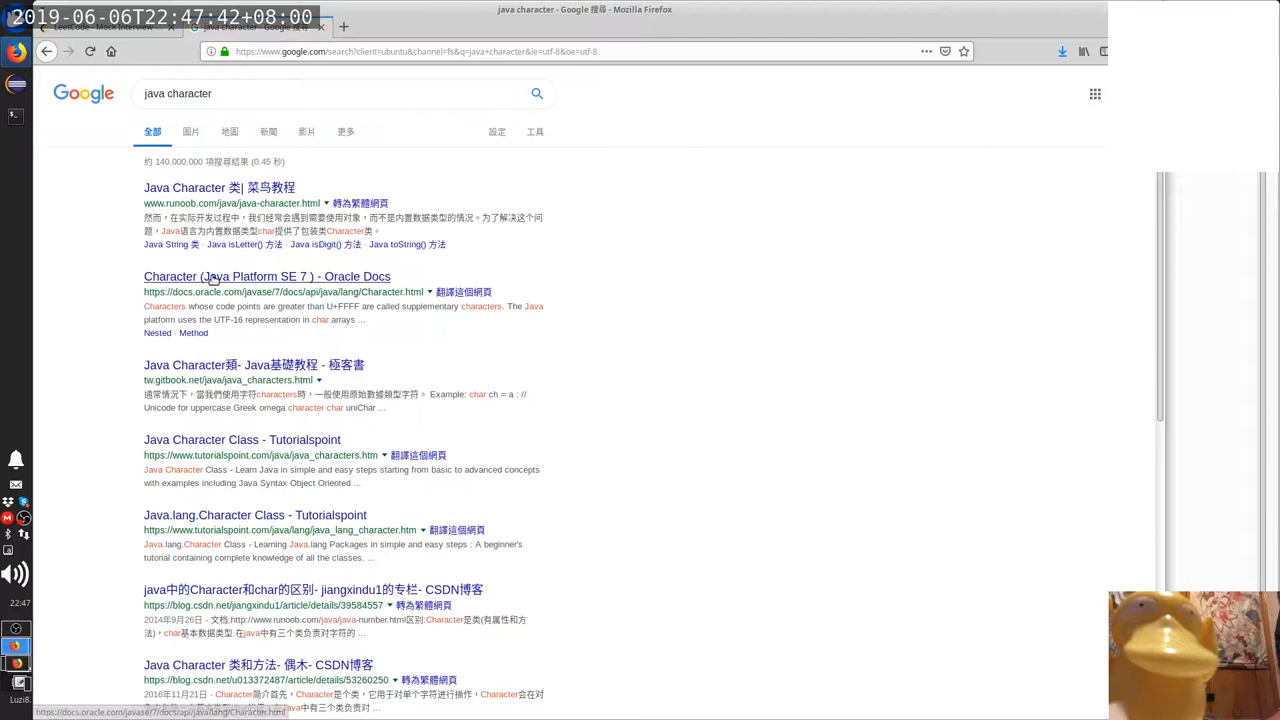 2019-06-06T22:47:42+08:00
java character - Google 搜尋 - Mozilla Firefox
LeetCode - Mock Interview
java character - Google 搜尋
https://www.google.com/search?client=ubuntu&channel=fs&q=java+character&ie=utf-8&oe=utf-8
Google
java character
全部 圖片 地圖 新聞 影片 更多 設定 工具
約 140,000,000 項搜尋結果 (0.45 秒)
Java Character 类| 菜鸟教程
www.runoob.com/java/java-character.html 轉為繁體網頁
然而，在实际开发过程中，我们经常会遇到需要使用对象，而不是内置数据类型的情况。为了解决这个问
题，Java语言为内置数据类型char提供了包装类Character类。
Java String 类 · Java isLetter() 方法 · Java isDigit() 方法 · Java toString() 方法
Character (Java Platform SE 7 ) - Oracle Docs
https://docs.oracle.com/javase/7/docs/api/java/lang/Character.html 翻譯這個網頁
Characters whose code points are greater than U+FFFF are called supplementary characters. The Java
platform uses the UTF-16 representation in char arrays ...
Nested · Method
Java Character類- Java基礎教程 - 極客書
tw.gitbook.net/java/java_characters.html
通常情況下，當我們使用字符characters時，一般使用原始數據類型字符。 Example: char ch = a ; //
Unicode for uppercase Greek omega character char uniChar ...
Java Character Class - Tutorialspoint
https://www.tutorialspoint.com/java/java_characters.htm 翻譯這個網頁
Java Character Class - Learn Java in simple and easy steps starting from basic to advanced concepts
with examples including Java Syntax Object Oriented ...
Java.lang.Character Class - Tutorialspoint
https://www.tutorialspoint.com/java/lang/java_lang_character.htm 翻譯這個網頁
Java.lang.Character Class - Learning Java.lang Packages in simple and easy steps : A beginner's
tutorial containing complete knowledge of all the classes, ...
java中的Character和char的区别- jiangxindu1的专栏- CSDN博客
https://blog.csdn.net/jiangxindu1/article/details/39584557 轉為繁體網頁
2014年9月26日 - 文档:http://www.runoob.com/java/java-number.html区别:Character是类(有属性和方
法)，char基本数据类型.在java中有三个类负责对字符的 ...
Java Character 类和方法- 偶木- CSDN博客
https://blog.csdn.net/u013372487/article/details/53260250 轉為繁體網頁
2016年11月21日 - Character简介首先，Character是个类，它用于对单个字符进行操作，Character会在对
java中有三个类负责对 ...
https://docs.oracle.com/javase/7/docs/api/java/lang/Character.html
22:47
Luzi8